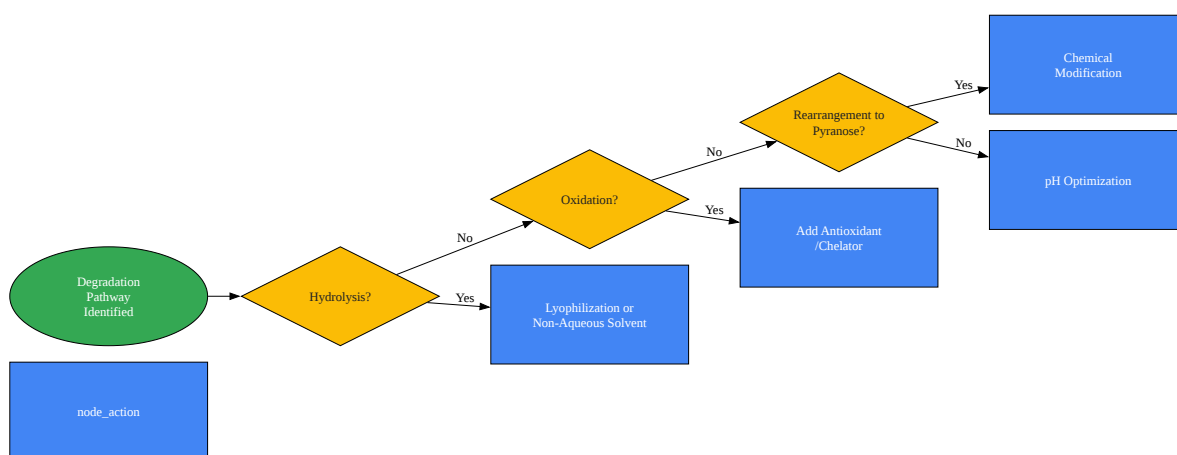 Chemical
Modification
Yes
Rearrangement to
Pyranose?
No
No
pH Optimization
Oxidation?
Yes
Add Antioxidant
/Chelator
No
Degradation
Pathway
Identified
Hydrolysis?
Yes
Lyophilization or
Non-Aqueous Solvent
node_action